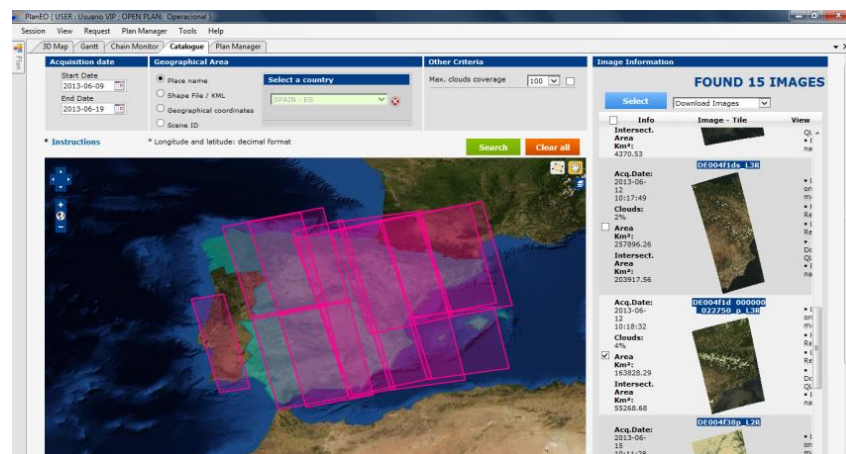 PlanEO ( USER : Usuario VIP ; OPEN PLAN: Operacional )
Session View Request Plan Manager Tools Help
3D Map Gantt Chain Monitor Catalogue Plan Manager
Plan
Acquisition date
Start Date
2013-06-09
End Date
2013-06-19
Geographical Area
Place name
Shape File / KML
Geographical coordinates
Scene ID
Select a country
SPAIN - ES
Other Criteria
Max. clouds coverage 100
* Instructions
* Longitude and latitude: decimal format
Search Clear all
Image Information
FOUND 15 IMAGES
Select Download Images
Info Image - Tile View
Intersect.
Area
Km²:
4370.53
DE004f1ds_L3R
Acq.Date:
2013-06-
12
10:17:49
Clouds:
2%
Area
Km²:
257896.26
Intersect.
Area
Km²:
203917.56
DE004f1d_000000
_022750_p_L3R
Acq.Date:
2013-06-
12
10:18:32
Clouds:
4%
Area
Km²:
163828.29
Intersect.
Area
Km²:
55268.68
DE004f38p_L2R
Acq.Date:
2013-06-
15